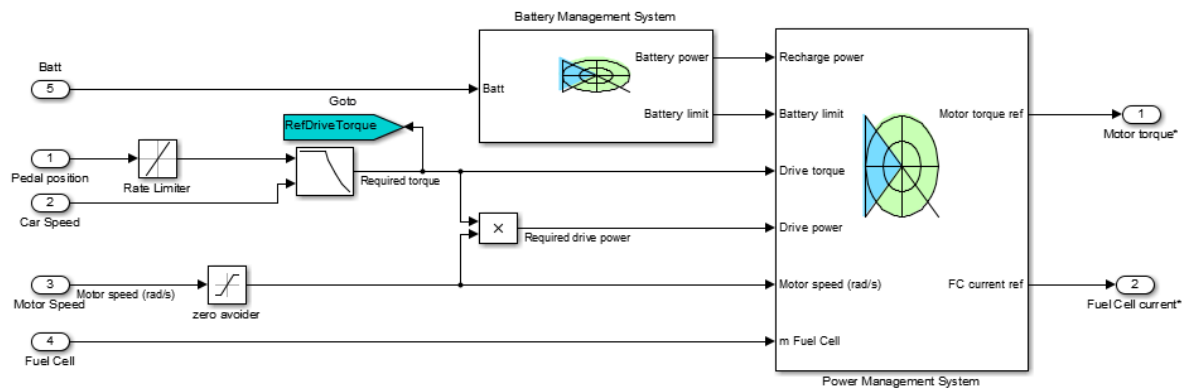 Battery Management System
Batt
5
Batt
Battery power
Battery limit
Goto
RefDriveTorque
1
Pedal position
Rate Limiter
2
Car Speed
Required torque
×
Required drive power
3
Motor Speed
Motor speed (rad/s)
zero avoider
4
Fuel Cell
Recharge power
Battery limit
Drive torque
Drive power
Motor speed (rad/s)
m Fuel Cell
Motor torque ref
FC current ref
Power Management System
1
Motor torque*
2
Fuel Cell current*